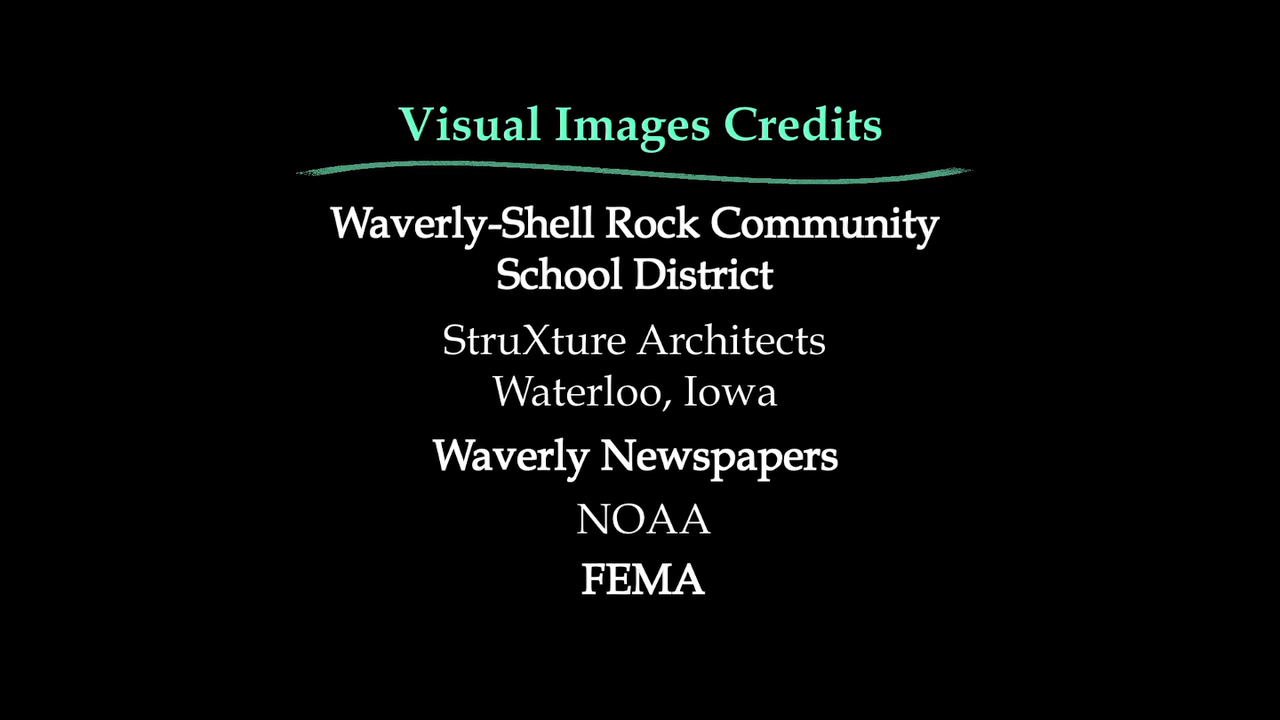 Visual Images Credits
Waverly-Shell Rock Community
School District
StruXture Architects
Waterloo, Iowa
Waverly Newspapers
NOAA
FEMA